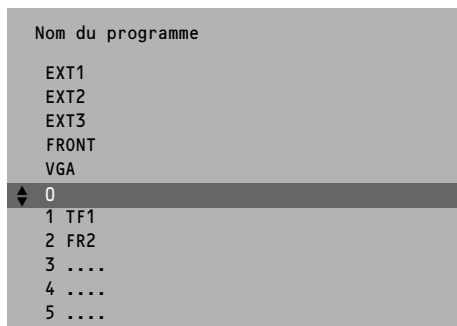 Nom du programme
EXT1
EXT2
EXT3
FRONT
VGA
0
1 TF1
2 FR2
3 ....
4 ....
5 ....